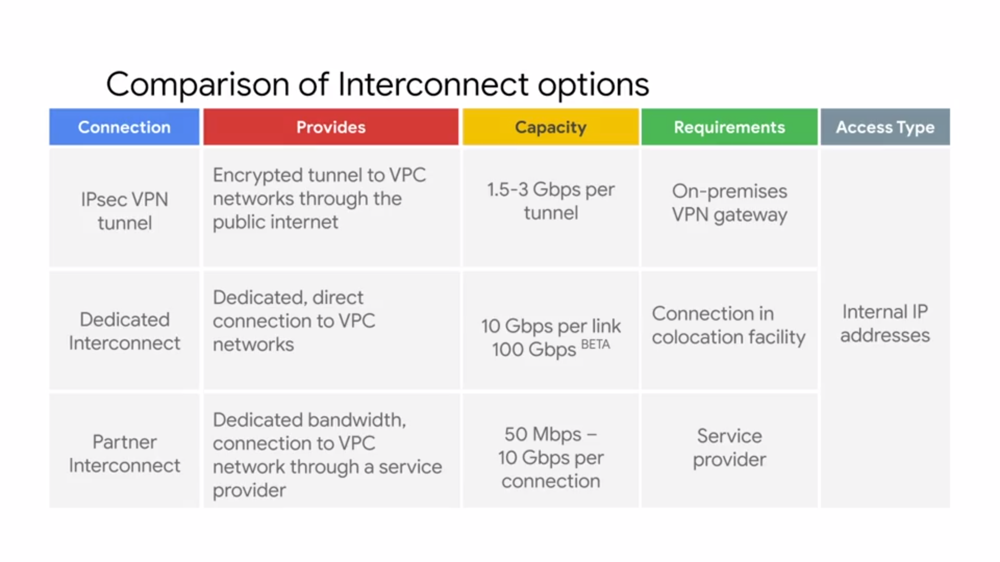 Comparison of Interconnect options
Connection
Provides
Capacity
Requirements
Access Type
IPsec VPN
tunnel
Encrypted tunnel to VPC
networks through the
public internet
1.5-3 Gbps per
tunnel
On-premises
VPN gateway
Internal IP
addresses
Dedicated
Interconnect
Dedicated, direct
connection to VPC
networks
10 Gbps per link
100 Gbps BETA
Connection in
colocation facility
Partner
Interconnect
Dedicated bandwidth,
connection to VPC
network through a service
provider
50 Mbps –
10 Gbps per
connection
Service
provider